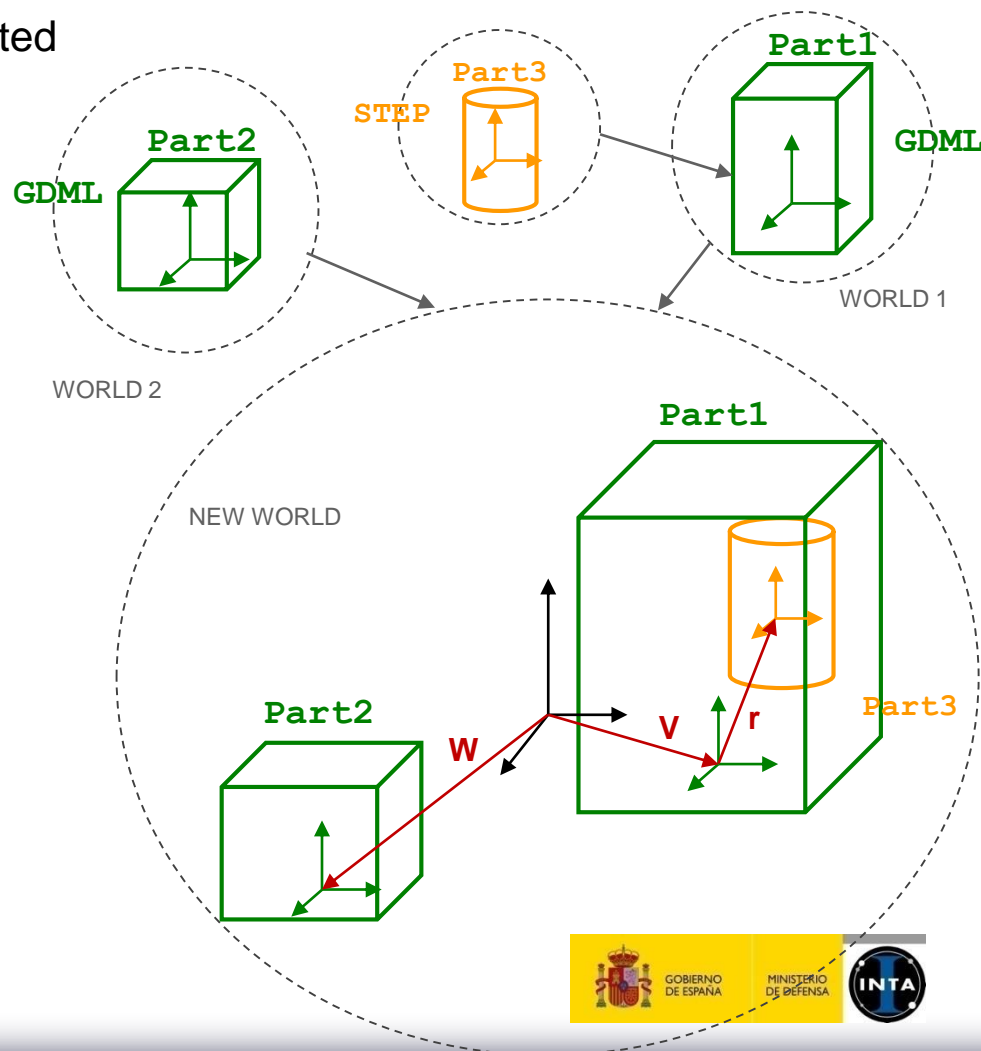 ted
Part1
Part3
STEP
Part2
GDML
GDML
WORLD 1
WORLD 2
Part1
NEW WORLD
Part2
Part3
W
V
r
GOBIERNO
DE ESPAÑA
MINISTERIO
DE DEFENSA
INTA